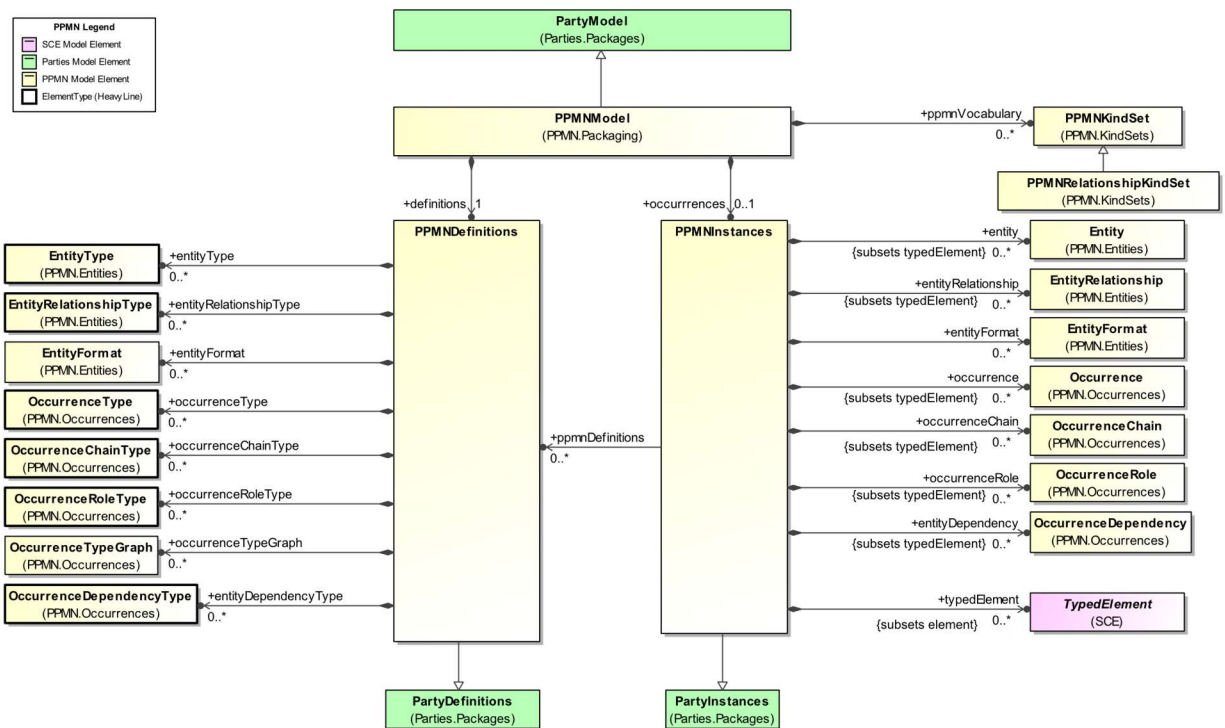 PPMN Legend
SCE Model Element
Parties Model Element
PPMN Model Element
ElementType (Heavy Line)
PartyModel
(Parties.Packages)
PPMNModel
(PPMN.Packaging)
+ppmnVocabulary
0..*
PPMNKindSet
(PPMN.KindSets)
PPMNRelationshipKindSet
(PPMN.KindSets)
+definitions 1
+occurrrences 0..1
PPMNDefinitions
PPMNInstances
EntityType
(PPMN.Entities)
+entityType
0..*
EntityRelationshipType
(PPMN.Entities)
+entityRelationshipType
0..*
EntityFormat
(PPMN.Entities)
+entityFormat
0..*
OccurrenceType
(PPMN.Occurrences)
+occurrenceType
0..*
OccurrenceChainType
(PPMN.Occurrences)
+occurrenceChainType
0..*
OccurrenceRoleType
(PPMN.Occurrences)
+occurrenceRoleType
0..*
OccurrenceTypeGraph
(PPMN.Occurrences)
+occurrenceTypeGraph
0..*
OccurrenceDependencyType
(PPMN.Occurrences)
+entityDependencyType
0..*
+ppmnDefinitions
0..*
+entity
{subsets typedElement} 0..*
Entity
(PPMN.Entities)
+entityRelationship
{subsets typedElement} 0..*
EntityRelationship
(PPMN.Entities)
+entityFormat
0..*
EntityFormat
(PPMN.Entities)
+occurrence
{subsets typedElement} 0..*
Occurrence
(PPMN.Occurrences)
+occurrenceChain
{subsets typedElement} 0..*
OccurrenceChain
(PPMN.Occurrences)
+occurrenceRole
{subsets typedElement} 0..*
OccurrenceRole
(PPMN.Occurrences)
+entityDependency
{subsets typedElement} 0..*
OccurrenceDependency
(PPMN.Occurrences)
+typedElement
{subsets element} 0..*
TypedElement
(SCE)
PartyDefinitions
(Parties.Packages)
PartyInstances
(Parties.Packages)